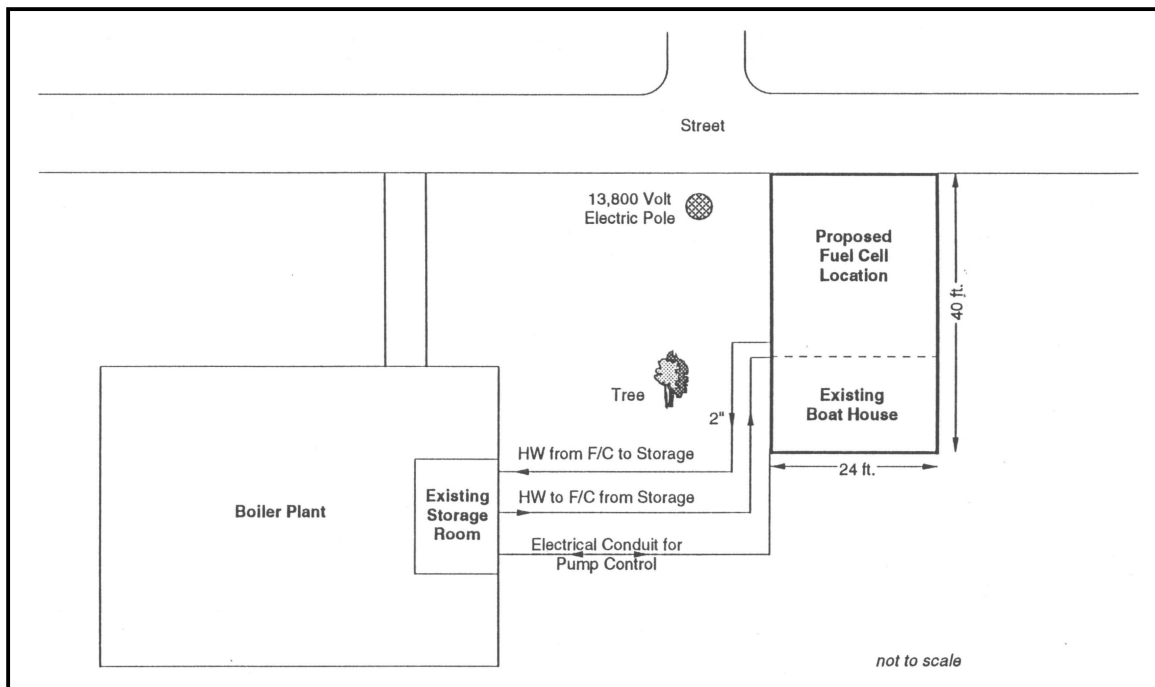 Street
13,800 Volt
Electric Pole
Proposed
Fuel Cell
Location
40 ft.
Tree
2"
Existing
Boat House
24 ft.
HW from F/C to Storage
HW to F/C from Storage
Boiler Plant
Existing
Storage
Room
Electrical Conduit for
Pump Control
not to scale